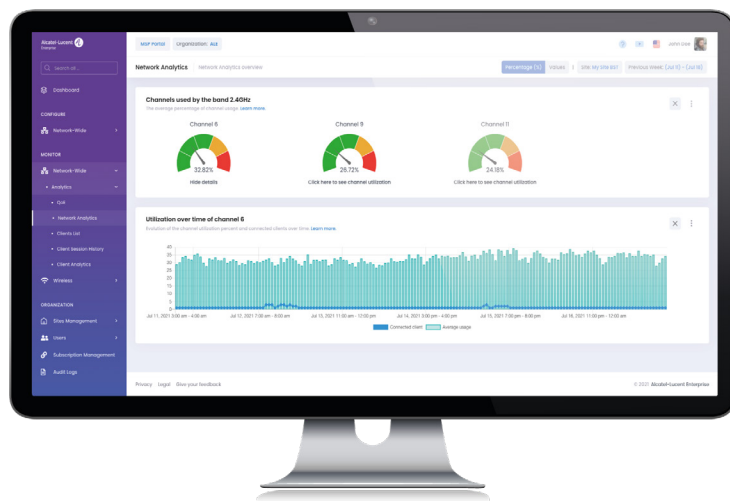 Alcatel-Lucent
Enterprise
Search all...
Dashboard
CONFIGURE
Network-Wide
MONITOR
Network-Wide
Analytics
QoE
Network Analytics
Clients List
Client Session History
Client Analytics
Wireless
ORGANIZATION
Sites Management
Users
Subscription Management
Audit Logs
MSP Portal Organization: ALE
John Doe
Network Analytics Network Analytics overview
Percentage (%) Values Site: My Site 6G1 Previous Week: (Jul 11) - (Jul 18)
Channels used by the band 2.4GHz
The average percentage of channel usage. Learn more.
Channel 6 Channel 9 Channel 11
32.62% 26.72% 24.18%
Hide details Click here to see channel utilization Click here to see channel utilization
Utilization over time of channel 6
Evolution of the channel utilization percent and connected clients over time. Learn more.
40
35
30
25
20
15
10
5
0
Jul 11, 2021 3:00 am - 4:00 am Jul 12, 2021 7:00 am - 8:00 am Jul 13, 2021 11:00 am - 12:00 pm Jul 14, 2021 3:00 pm - 4:00 pm Jul 15, 2021 7:00 pm - 8:00 pm Jul 16, 2021 11:00 pm - 12:00 am
Connected client Average usage
Privacy Legal Give your feedback
© 2021 Alcatel-Lucent Enterprise